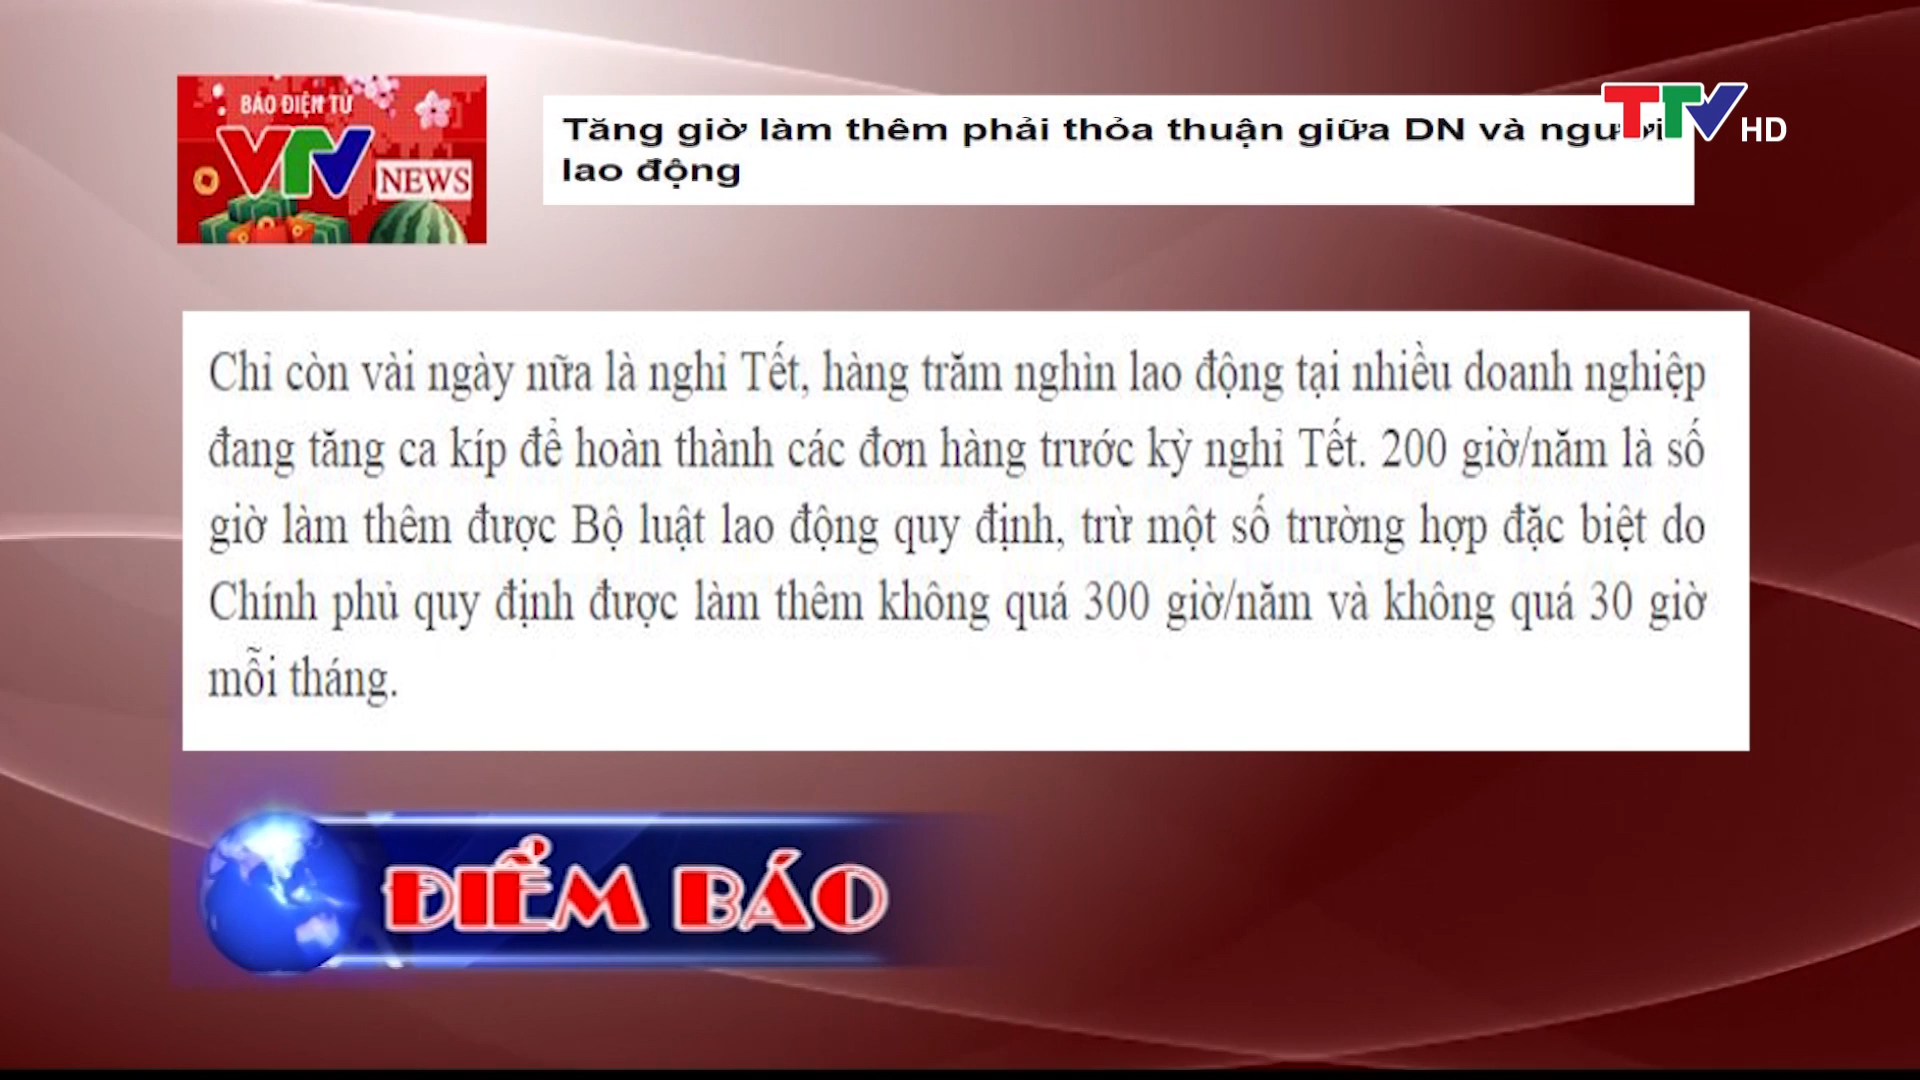 BÁO ĐIỆN TỬ
VTV
NEWS
Tăng giờ làm thêm phải thỏa thuận giữa DN và người
lao động
TTV HD
Chỉ còn vài ngày nữa là nghỉ Tết, hàng trăm nghìn lao động tại nhiều doanh nghiệp
đang tăng ca kíp để hoàn thành các đơn hàng trước kỳ nghỉ Tết. 200 giờ/năm là số
giờ làm thêm được Bộ luật lao động quy định, trừ một số trường hợp đặc biệt do
Chính phủ quy định được làm thêm không quá 300 giờ/năm và không quá 30 giờ
mỗi tháng.
ĐIỂM BÁO